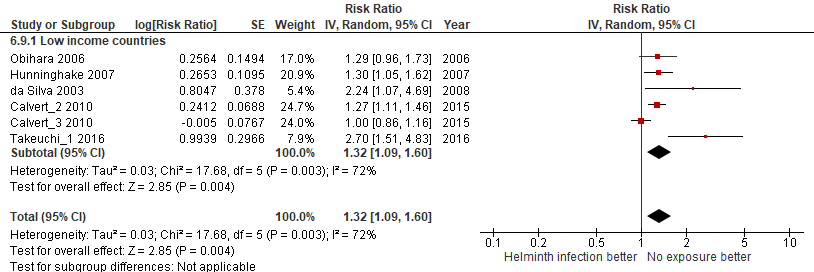 Risk Ratio Risk Ratio
Study or Subgroup log[Risk Ratio] SE Weight IV, Random, 95% CI Year IV, Random, 95% CI
6.9.1 Low income countries
Obihara 2006 0.2564 0.1494 17.0% 1.29 [0.96, 1.73] 2006
Hunninghake 2007 0.2653 0.1095 20.9% 1.30 [1.05, 1.62] 2007
da Silva 2003 0.8047 0.378 5.4% 2.24 [1.07, 4.69] 2008
Calvert_2 2010 0.2412 0.0688 24.7% 1.27 [1.11, 1.46] 2015
Calvert_3 2010 -0.005 0.0767 24.0% 1.00 [0.86, 1.16] 2015
Takeuchi_1 2016 0.9939 0.2966 7.9% 2.70 [1.51, 4.83] 2016
Subtotal (95% CI) 100.0% 1.32 [1.09, 1.60]
Heterogeneity: Tau² = 0.03; Chi² = 17.68, df = 5 (P = 0.003); I² = 72%
Test for overall effect: Z = 2.85 (P = 0.004)
Total (95% CI) 100.0% 1.32 [1.09, 1.60]
Heterogeneity: Tau² = 0.03; Chi² = 17.68, df = 5 (P = 0.003); I² = 72%
Test for overall effect: Z = 2.85 (P = 0.004)
Test for subgroup differences: Not applicable
0.1 0.2 0.5 1 2 5 10
Helminth infection better No exposure better